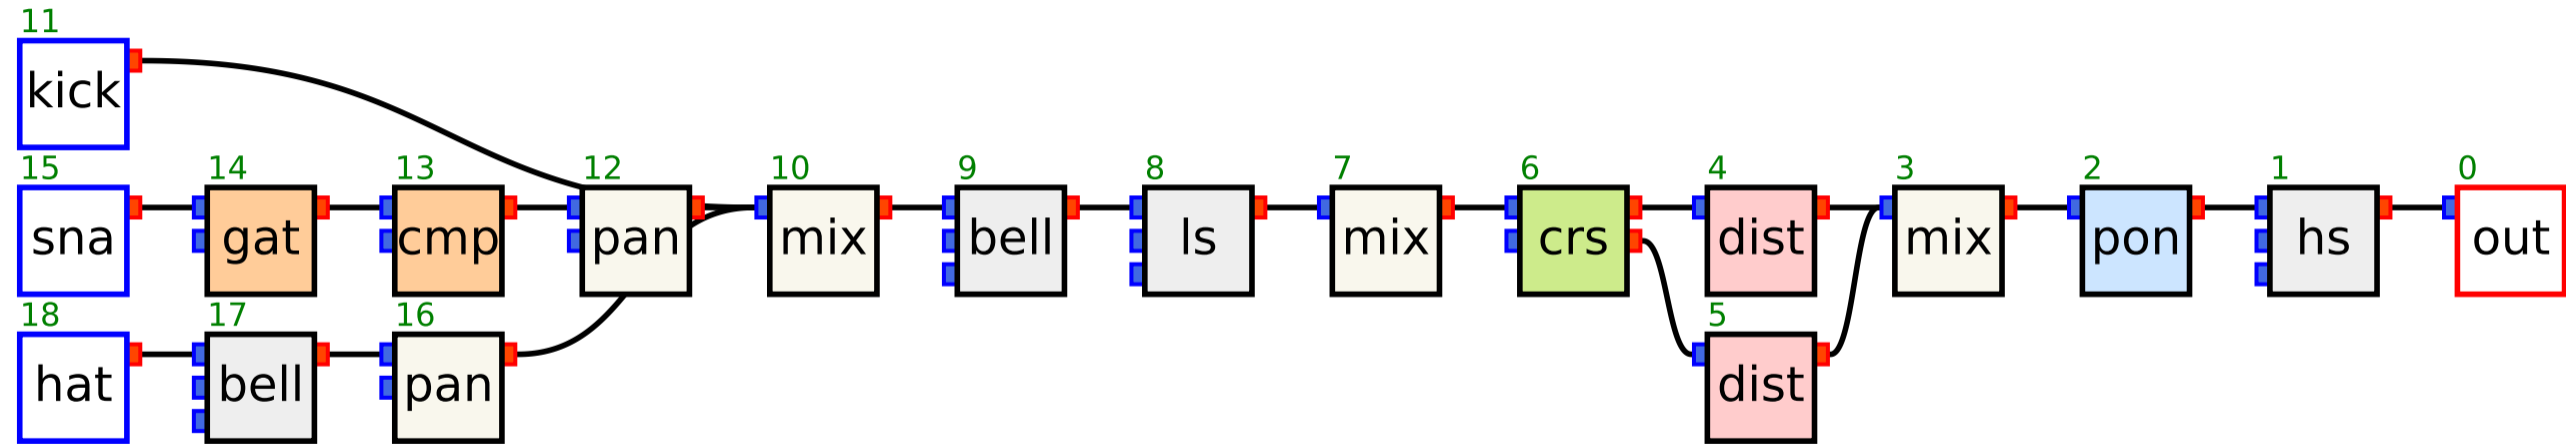 11
kick
15 14 13 12 10 9 8 7 6 4 3 2 1 0
sna gat cmp pan mix bell ls mix crs dist mix pon hs out
18 17 16 5
hat bell pan dist